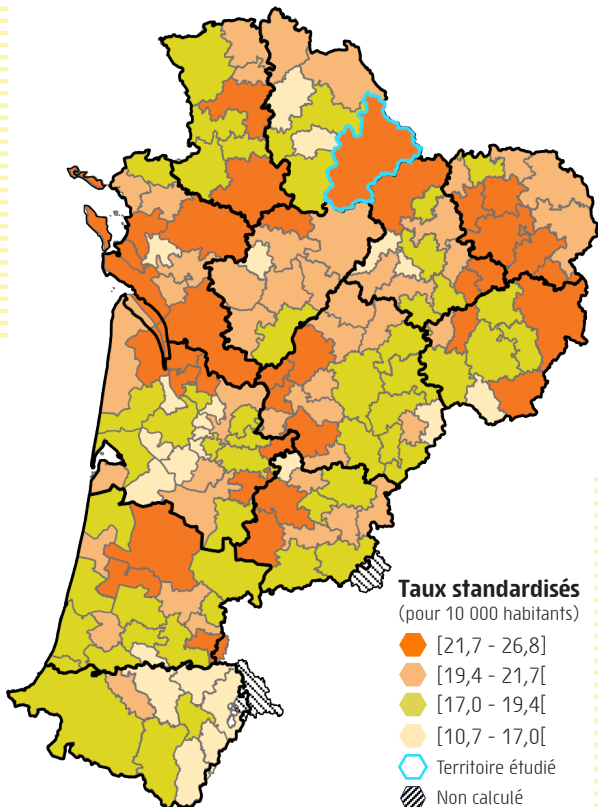 Taux standardisés
(pour 10 000 habitants)
[21,7 - 26,8]
[19,4 - 21,7[
[17,0 - 19,4[
[10,7 - 17,0[
Territoire étudié
Non calculé